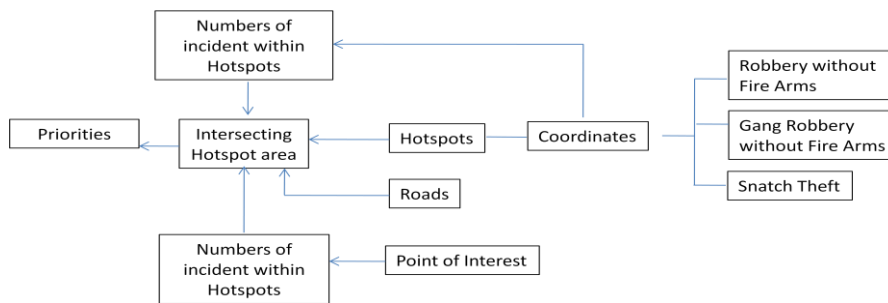 Numbers of
incident within
Hotspots
Robbery without
Fire Arms
Priorities
Intersecting
Hotspot area
Hotspots
Coordinates
Gang Robbery
without Fire Arms
Roads
Snatch Theft
Numbers of
incident within
Hotspots
Point of Interest